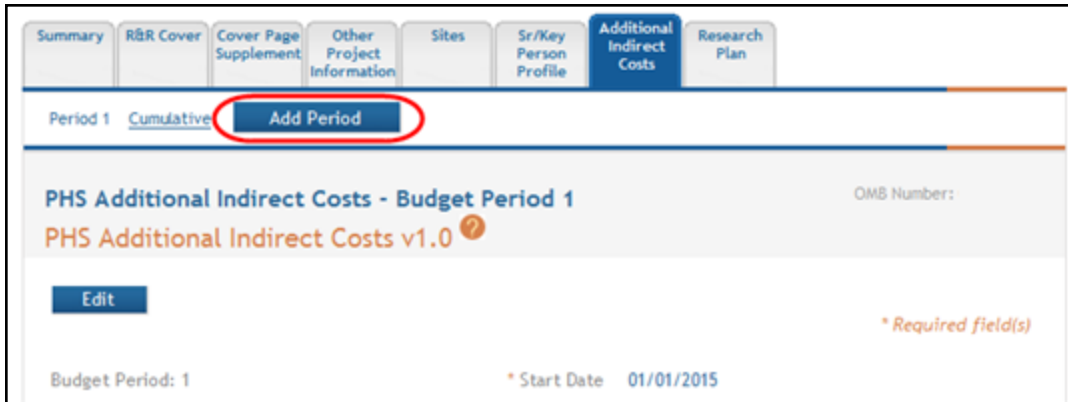 Summary
R&R Cover
Cover Page
Supplement
Other
Project
Information
Sites
Sr/Key
Person
Profile
Additional
Indirect
Costs
Research
Plan
Period 1 Cumulative Add Period
PHS Additional Indirect Costs - Budget Period 1
OMB Number:
PHS Additional Indirect Costs v1.0 ?
Edit
* Required field(s)
Budget Period: 1
* Start Date 01/01/2015